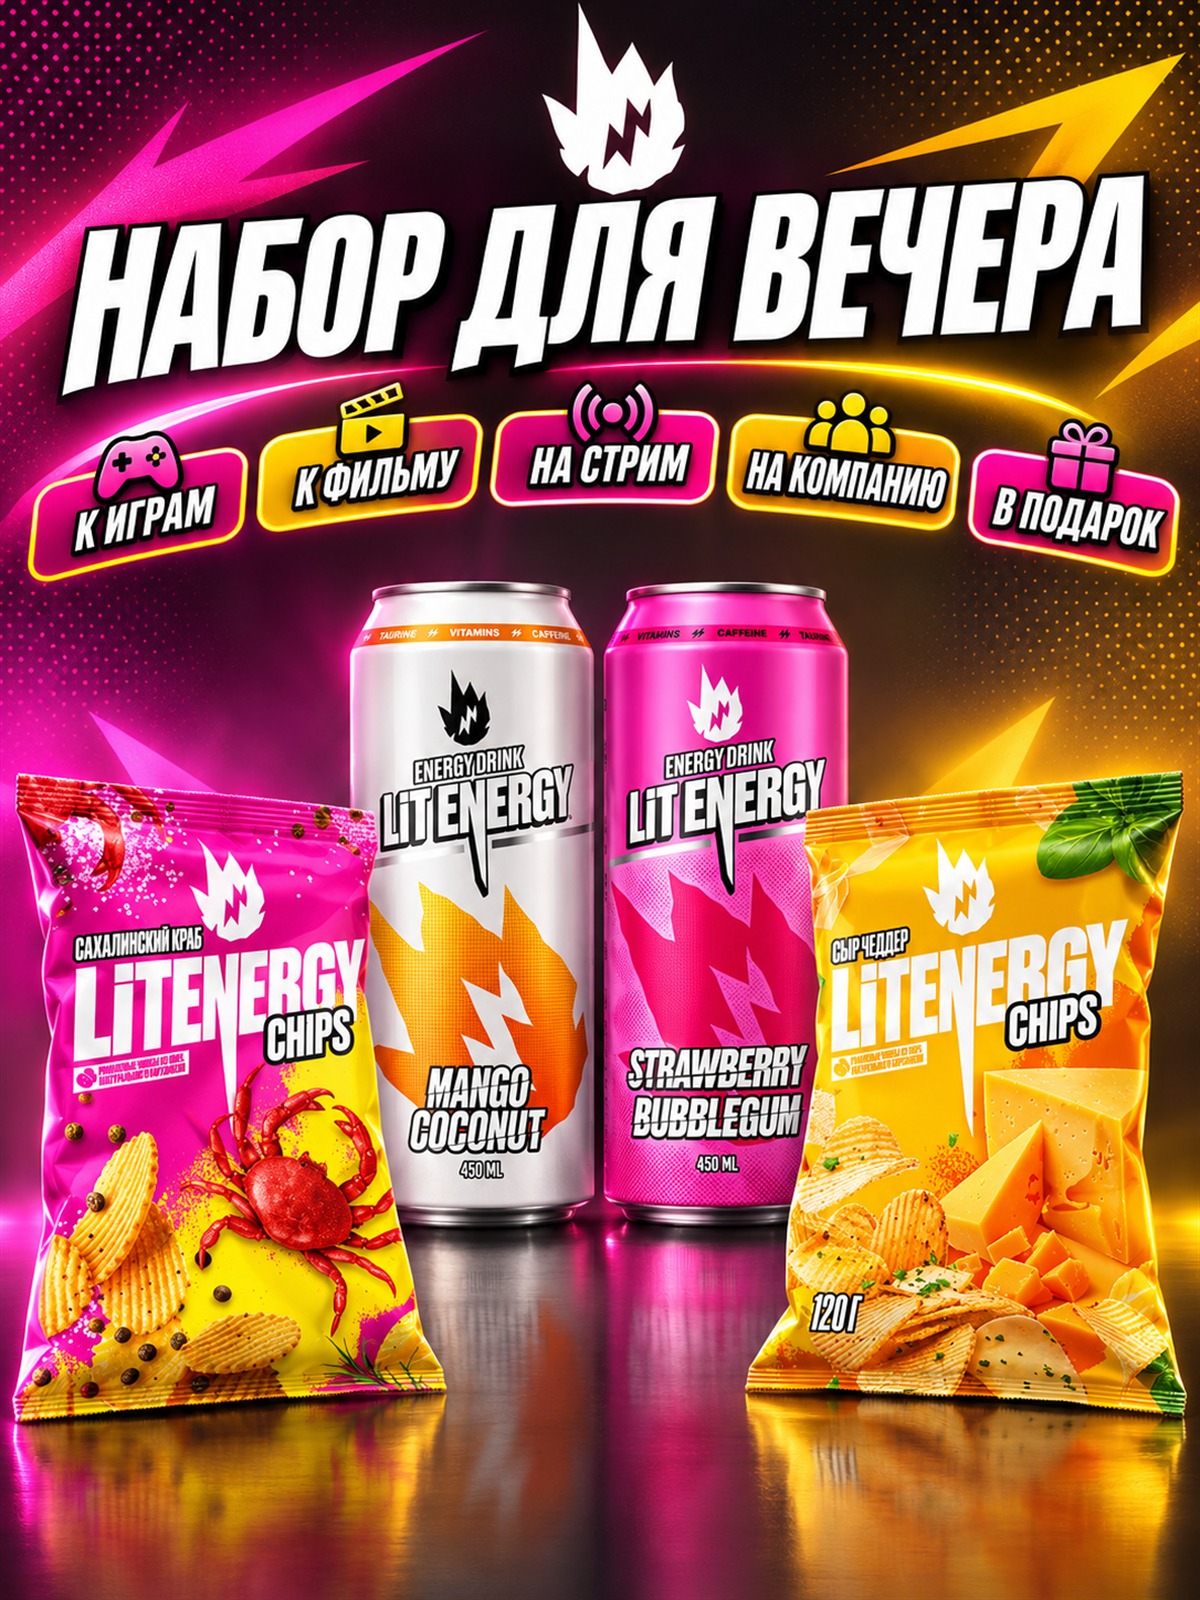 НАБОР ДЛЯ ВЕЧЕРА
К ИГРАМ
К ФИЛЬМУ
НА СТРИМ
НА КОМПАНИЮ
В ПОДАРОК
TAURINE VITAMINS CAFFEINE
ENERGY DRINK
LIT ENERGY
MANGO
COCONUT
450 ML
VITAMINS CAFFEINE TAURINE
ENERGY DRINK
LIT ENERGY
STRAWBERRY
BUBBLEGUM
450 ML
САХАЛИНСКИЙ КРАБ
LITENERGY
CHIPS
СЫР ЧЕДДЕР
LITENERGY
CHIPS
120 Г